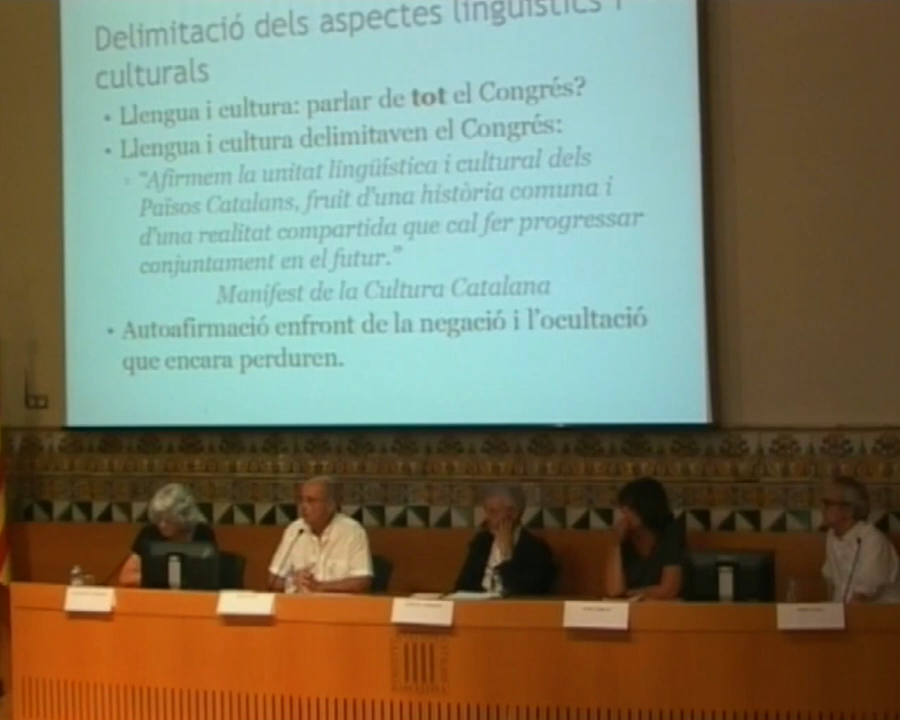 Delimitació dels aspectes lingüístics i
culturals
• Llengua i cultura: parlar de tot el Congrés?
• Llengua i cultura delimitaven el Congrés:
"Afirmem la unitat lingüística i cultural dels
Països Catalans, fruit d'una història comuna i
d'una realitat compartida que cal fer progressar
conjuntament en el futur."
Manifest de la Cultura Catalana
• Autoafirmació enfront de la negació i l'ocultació
que encara perduren.